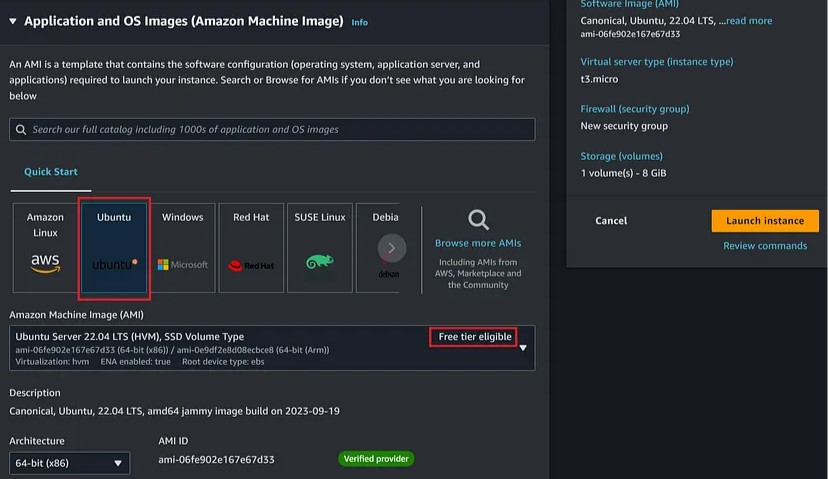 Application and OS Images (Amazon Machine Image) Info
An AMI is a template that contains the software configuration (operating system, application server, and
applications) required to launch your instance. Search or Browse for AMIs if you don't see what you are looking for
below
Search our full catalog including 1000s of application and OS images
Quick Start
Amazon
Linux
aws
Ubuntu
ubuntu
Windows
Microsoft
Red Hat
Red Hat
SUSE Linux
Debia
debian
Browse more AMIs
Including AMIs from
AWS, Marketplace and
the Community
Amazon Machine Image (AMI)
Ubuntu Server 22.04 LTS (HVM), SSD Volume Type
Free tier eligible
ami-06fe902e167e67d33 (64-bit (x86)) / ami-0e9df2e8d08ecbce8 (64-bit (Arm))
Virtualization: hvm ENA enabled: true Root device type: ebs
Description
Canonical, Ubuntu, 22.04 LTS, amd64 jammy image build on 2023-09-19
Architecture
64-bit (x86)
AMI ID
ami-06fe902e167e67d33
Verified provider
Software Image (AMI)
Canonical, Ubuntu, 22.04 LTS, ...read more
ami-06fe902e167e67d33
Virtual server type (instance type)
t3.micro
Firewall (security group)
New security group
Storage (volumes)
1 volume(s) - 8 GiB
Cancel
Launch instance
Review commands